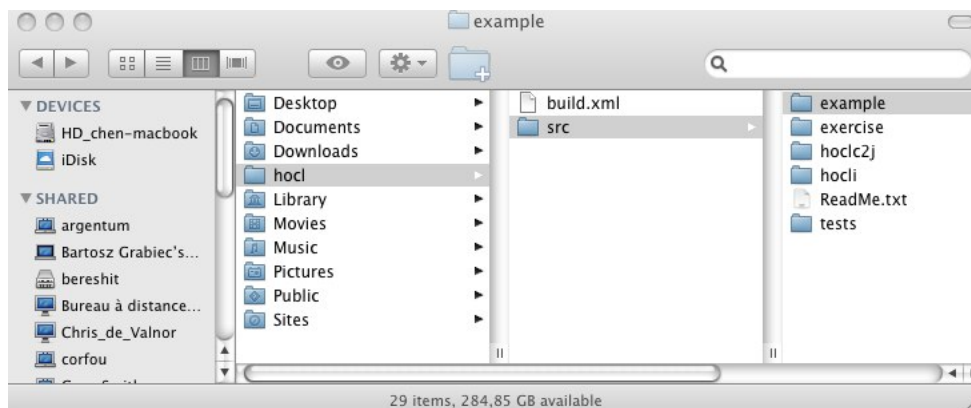 example
DEVICES
HD_chen-macbook
iDisk
SHARED
argentum
Bartosz Grabiec's...
bereshit
Bureau à distance...
Chris_de_Valnor
corfou
Desktop
Documents
Downloads
hocl
Library
Movies
Music
Pictures
Public
Sites
build.xml
src
example
exercise
hoclc2j
hocli
ReadMe.txt
tests
29 items, 284,85 GB available